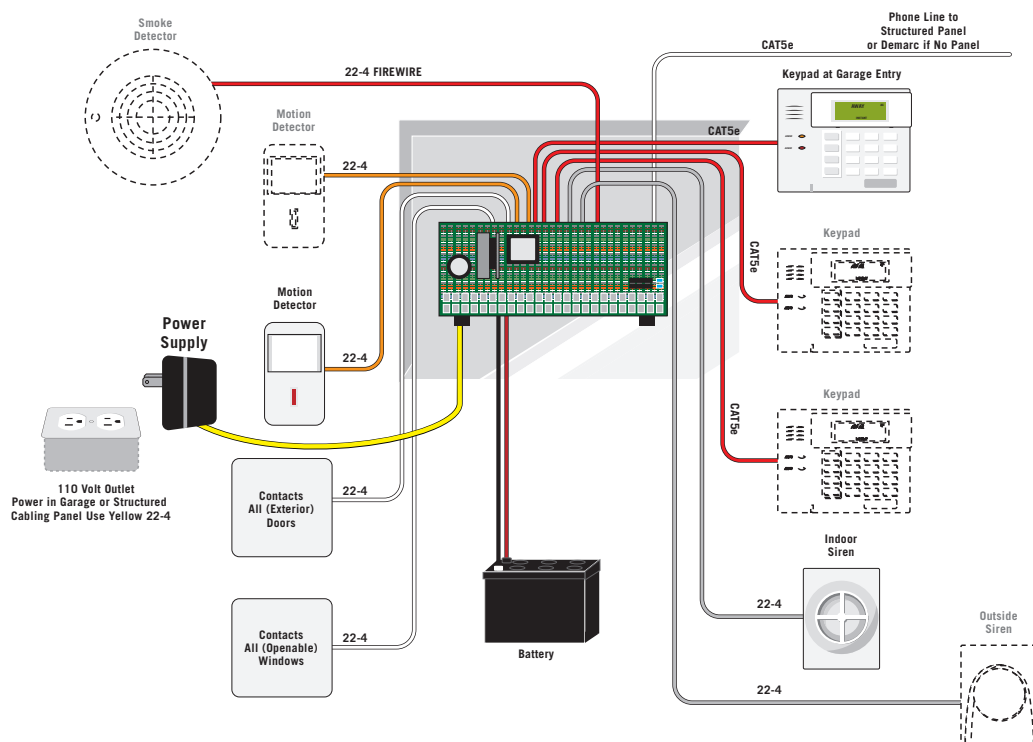 Smoke
Detector
22-4 FIREWIRE
Phone Line to
Structured Panel
or Demarc if No Panel
CAT5e
Keypad at Garage Entry
AWAY
CAT5e
Motion
Detector
22-4
Keypad
CAT5e
Motion
Detector
22-4
Power
Supply
110 Volt Outlet
Power in Garage or Structured
Cabling Panel Use Yellow 22-4
Keypad
CAT5e
Contacts
All (Exterior)
Doors
22-4
Contacts
All (Openable)
Windows
22-4
Battery
Indoor
Siren
22-4
Outside
Siren
22-4